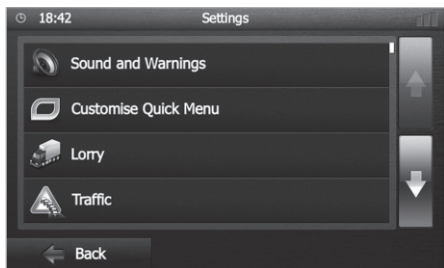 18:42 Settings
Sound and Warnings
Customise Quick Menu
Lorry
Traffic
Back